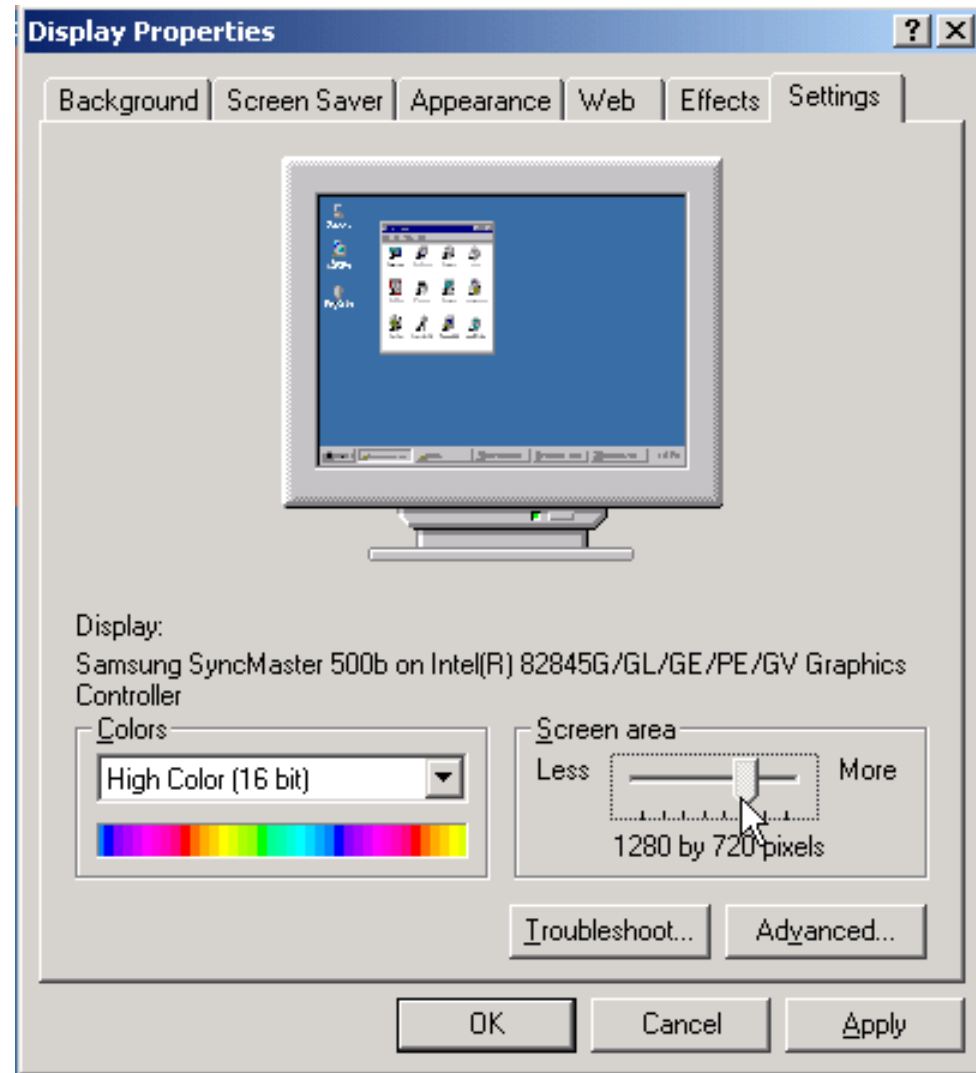 Display Properties
Background Screen Saver Appearance Web Effects Settings
Display:
Samsung SyncMaster 500b on Intel(R) 82845G/GL/GE/PE/GV Graphics
Controller
Colors
High Color (16 bit)
Screen area
Less More
1280 by 720 pixels
Troubleshoot... Advanced...
OK Cancel Apply